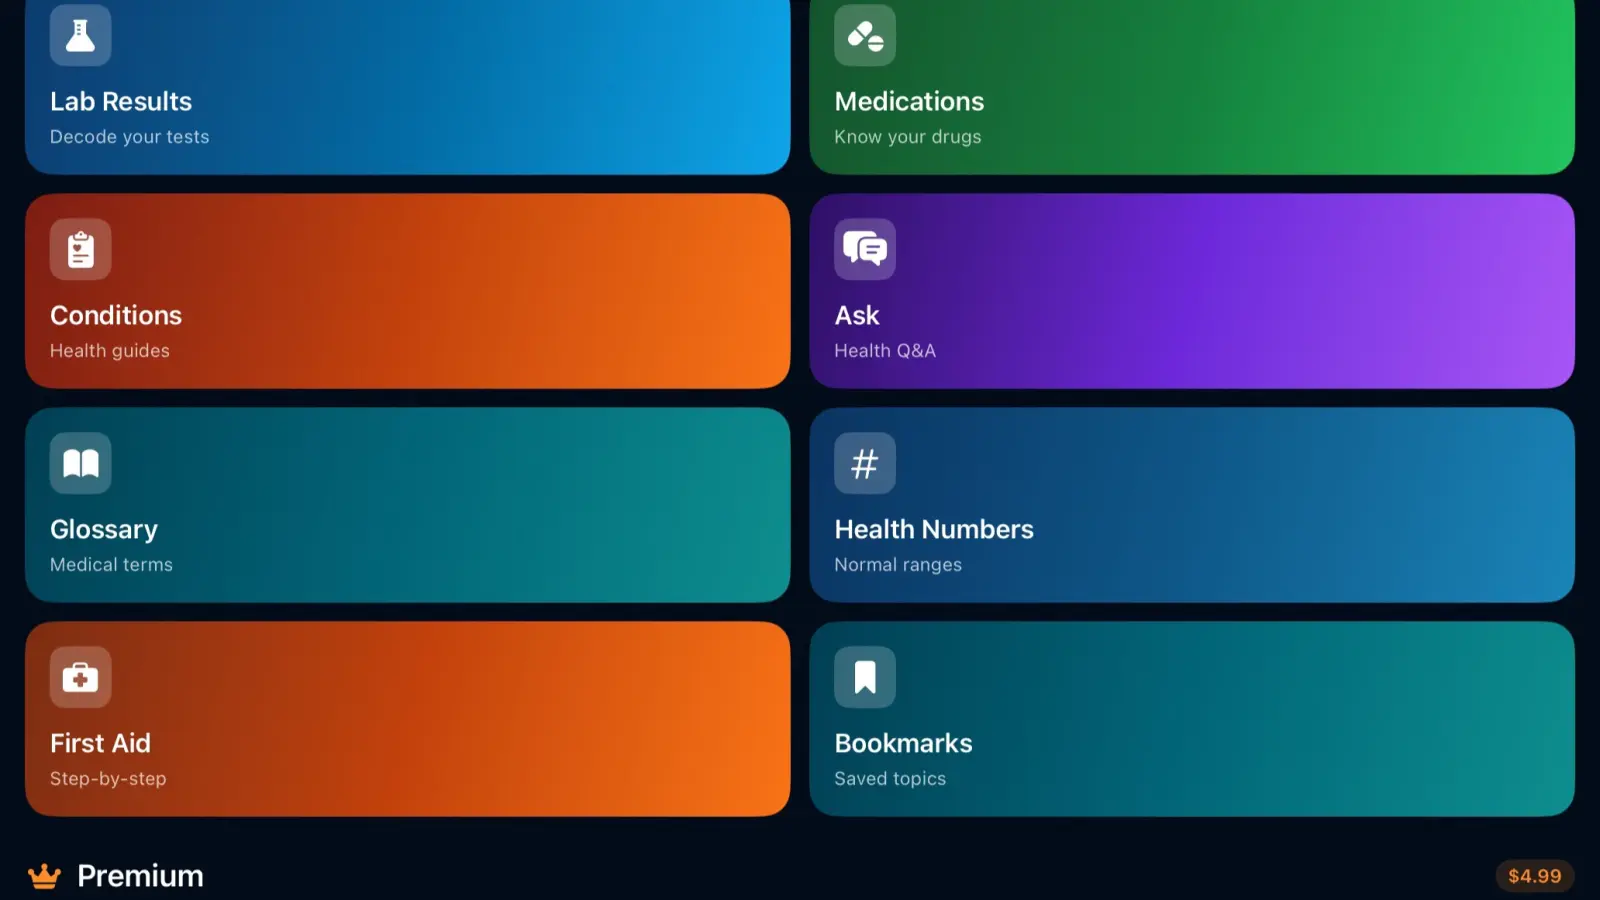 Lab Results
Decode your tests
Medications
Know your drugs
Conditions
Health guides
Ask
Health Q&A
Glossary
Medical terms
#
Health Numbers
Normal ranges
First Aid
Step-by-step
Bookmarks
Saved topics
Premium
$4.99